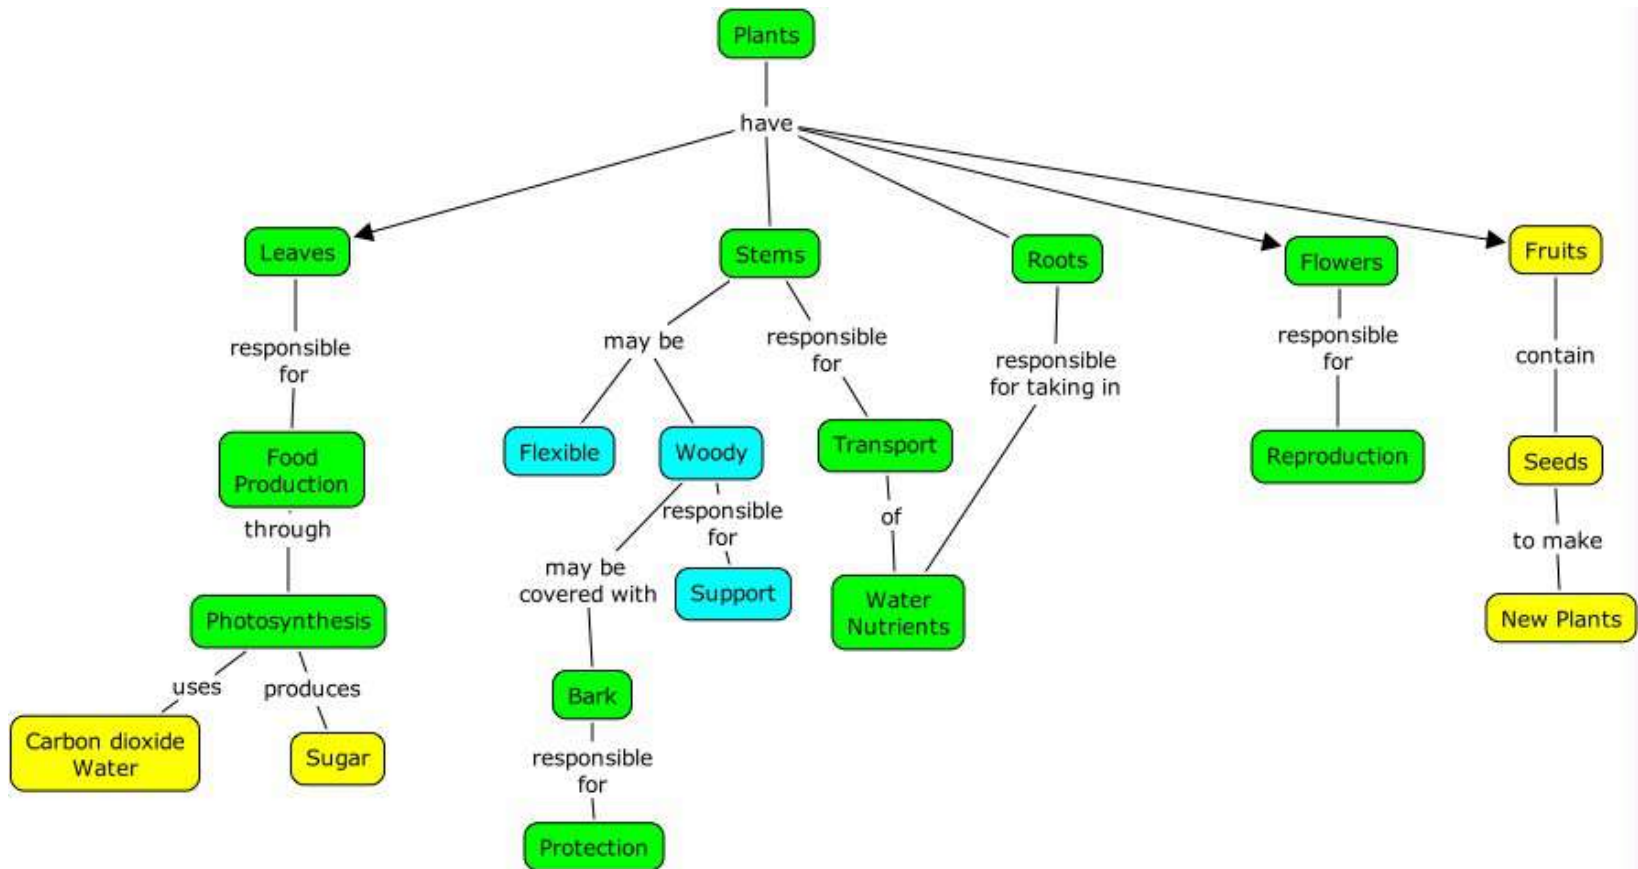 Plants
have
Leaves
Stems
Roots
Flowers
Fruits
responsible
for
may be
responsible
for
responsible
for taking in
responsible
for
contain
Food
Production
Flexible
Woody
Transport
Reproduction
Seeds
through
responsible
for
of
to make
may be
covered with
Support
Photosynthesis
Water
Nutrients
New Plants
uses
produces
Bark
Carbon dioxide
Water
Sugar
responsible
for
Protection